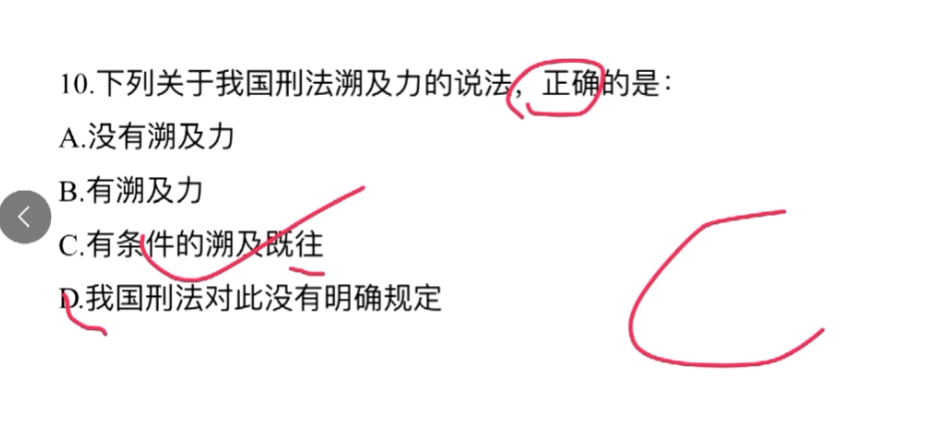 10.下列关于我国刑法溯及力的说法，正确的是：
A.没有溯及力
B.有溯及力
C.有条件的溯及既往
D.我国刑法对此没有明确规定
C